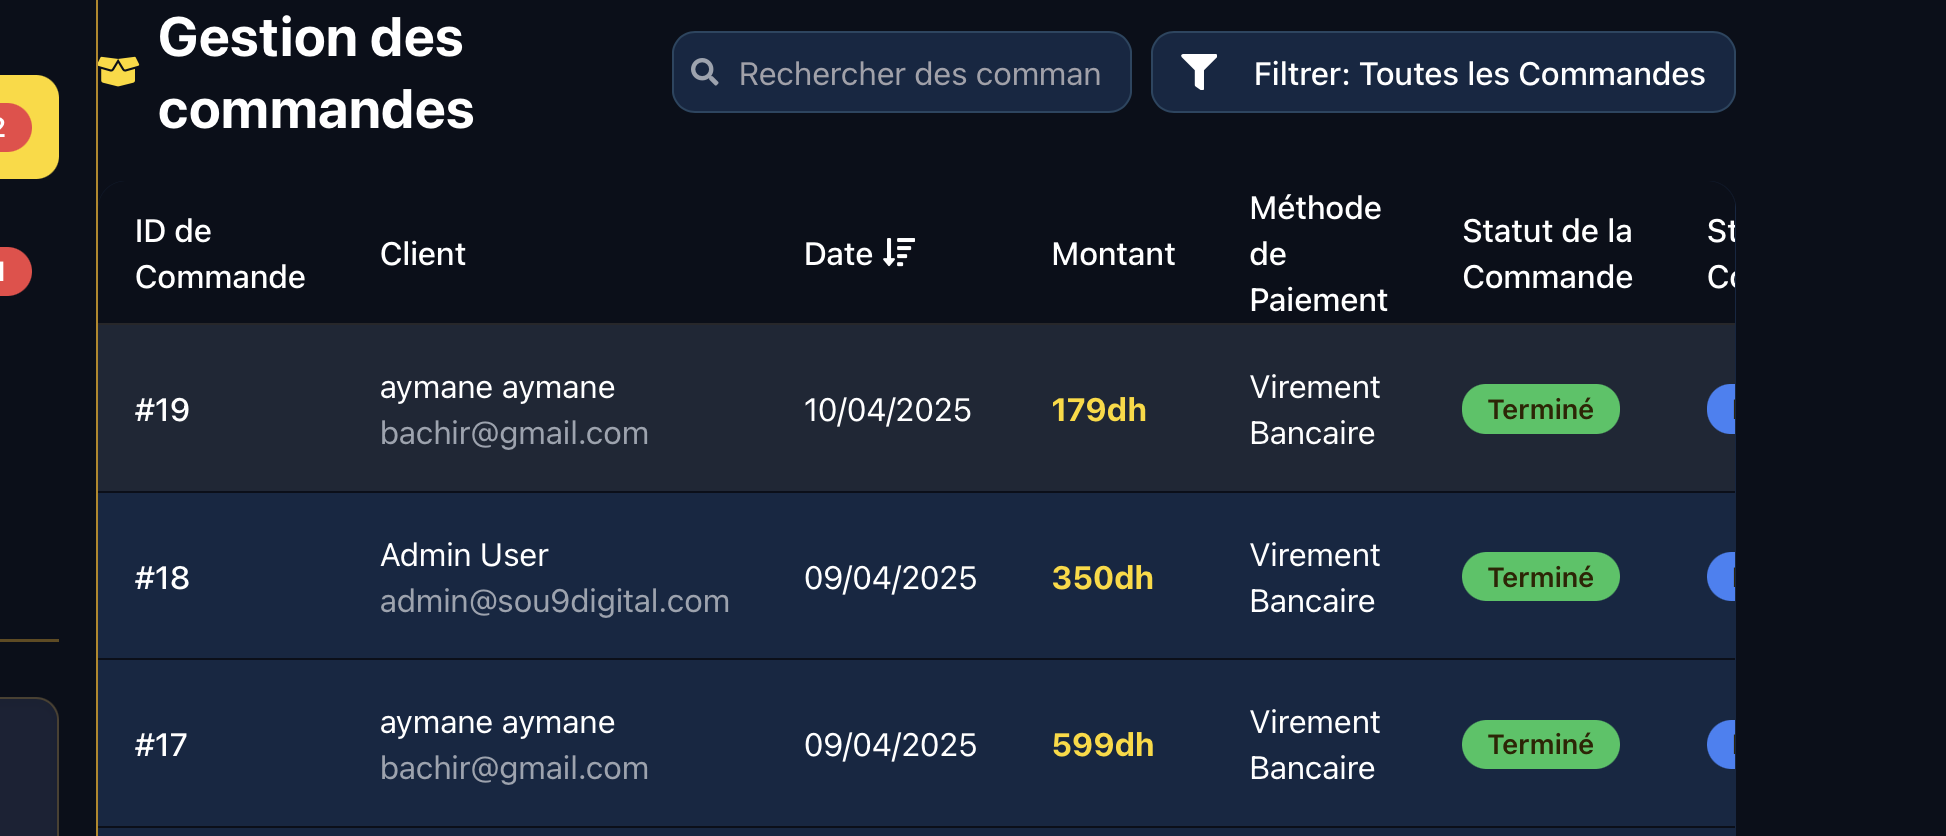 Gestion des
commandes
Rechercher des comman
Filtrer: Toutes les Commandes
2
ID de
Commande
Client
Date
Montant
Méthode
de
Paiement
Statut de la
Commande
St
#19
aymane aymane
bachir@gmail.com
10/04/2025
179dh
Virement
Bancaire
Terminé
#18
Admin User
admin@sou9digital.com
09/04/2025
350dh
Virement
Bancaire
Terminé
#17
aymane aymane
bachir@gmail.com
09/04/2025
599dh
Virement
Bancaire
Terminé